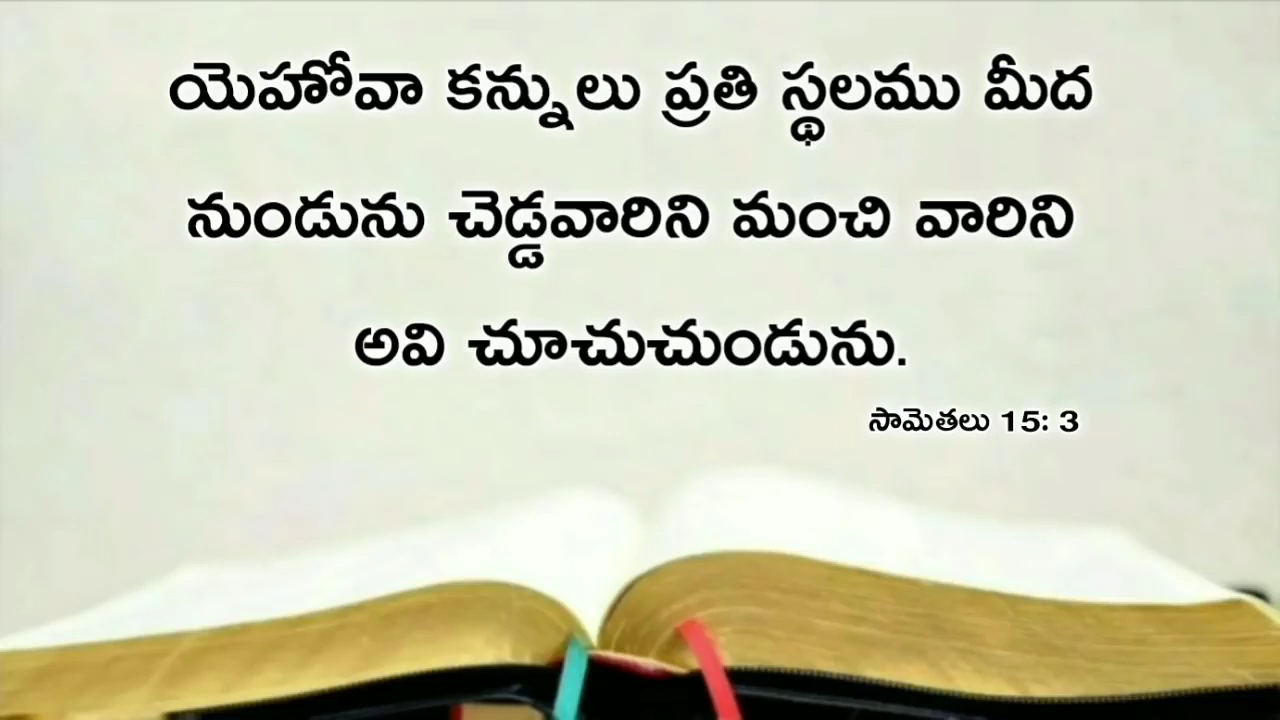 యెహోవా కన్నులు ప్రతి స్థలము మీద
నుండును చెడ్డవారిని మంచి వారిని
అవి చూచుచుండును.
సామెతలు 15: 3